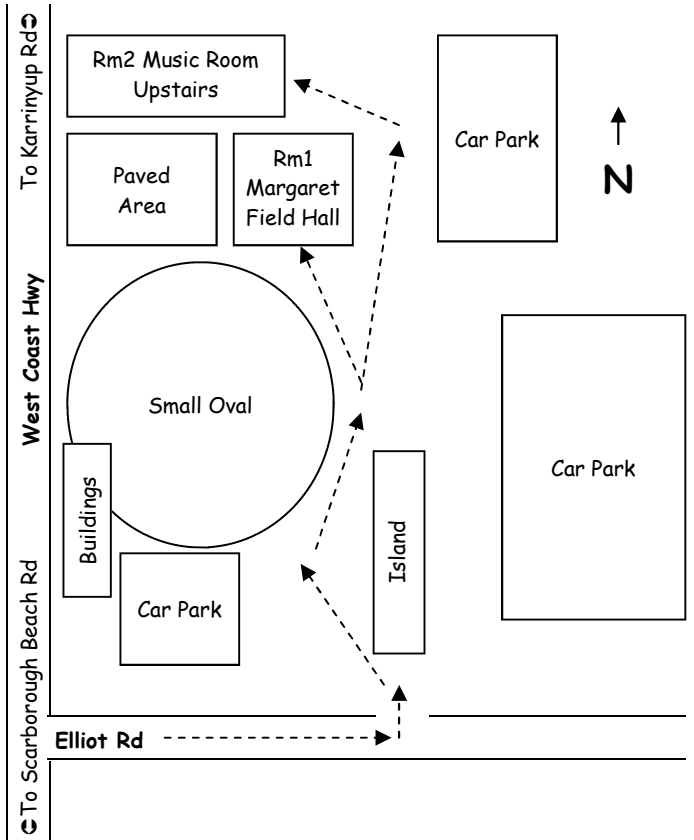 To Karrinyup Rd
Rm2 Music Room
Upstairs
Car Park
N
Paved
Area
Rm1
Margaret
Field Hall
West Coast Hwy
Small Oval
Car Park
Buildings
Island
Car Park
To Scarborough Beach Rd
Elliot Rd